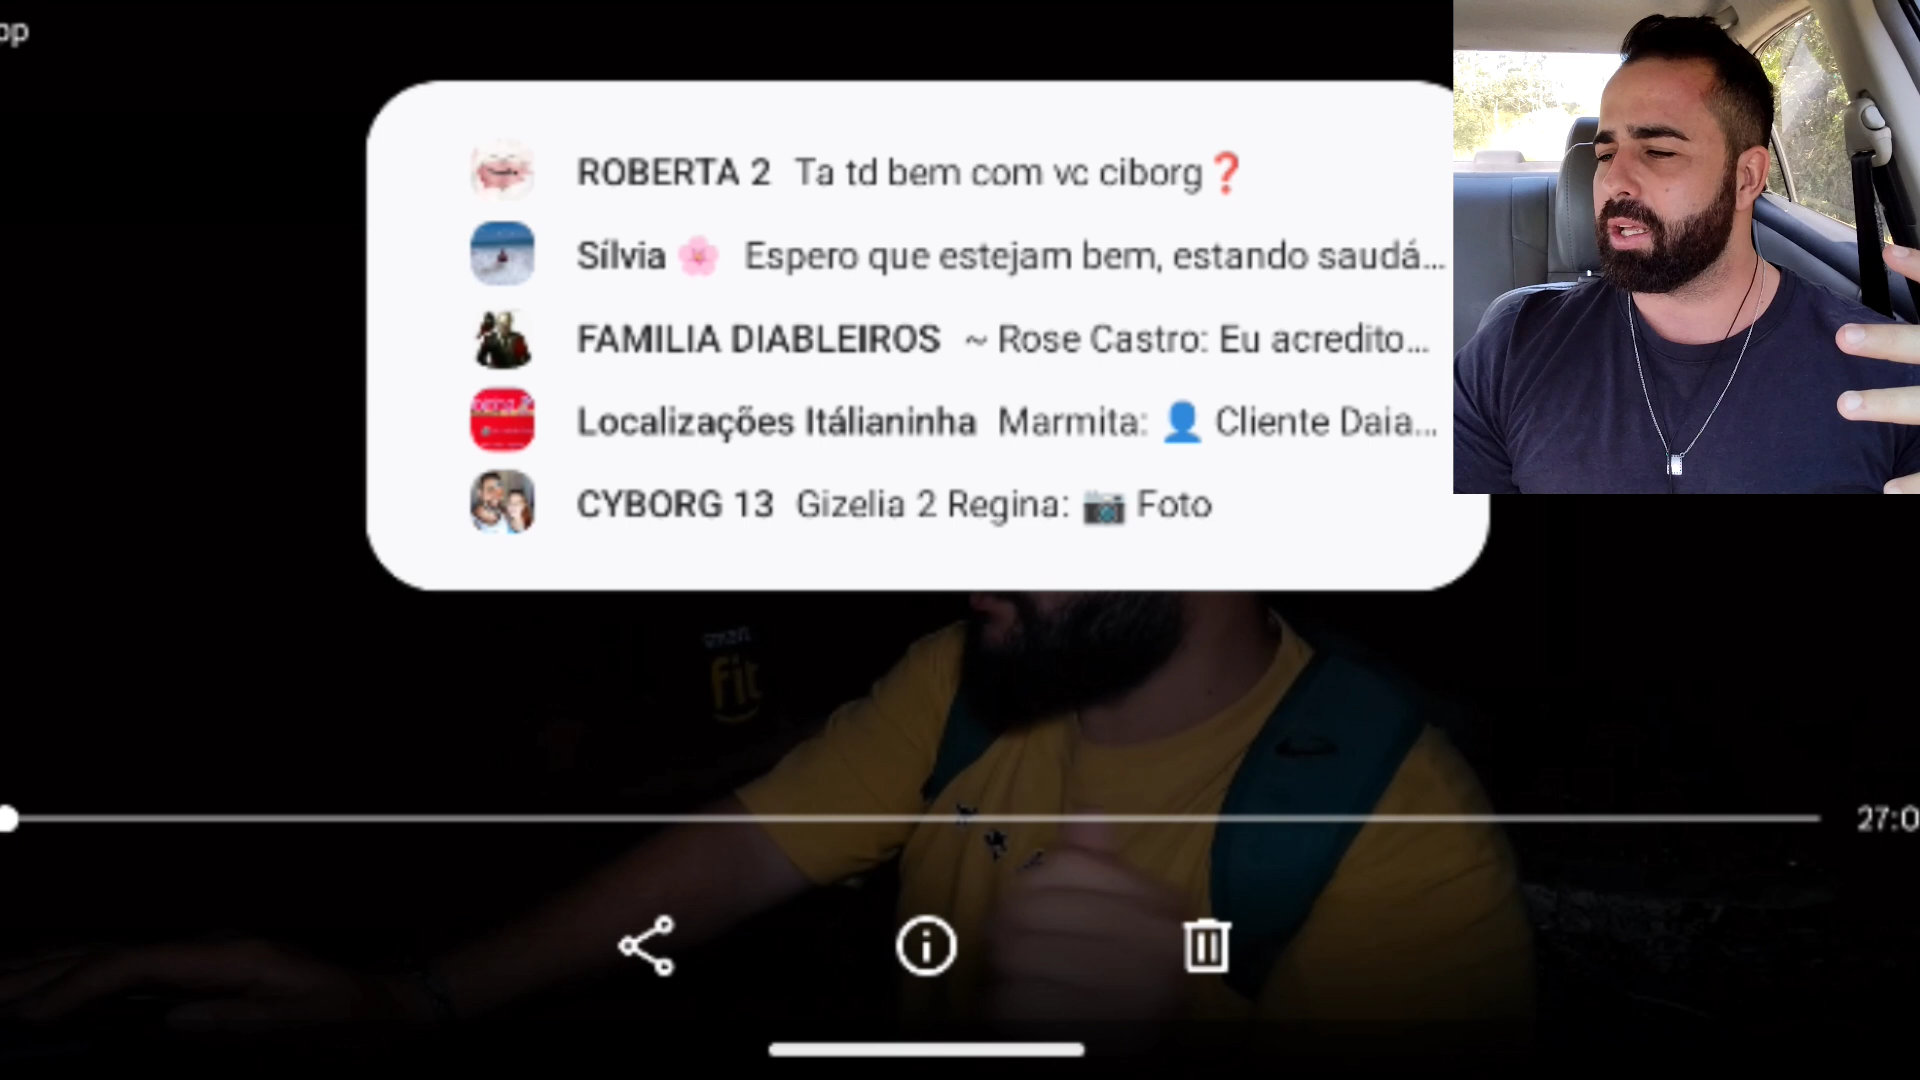 pp
ROBERTA 2 Ta td bem com vc ciborg❓
Sílvia 🌸 Espero que estejam bem, estando saudá...
FAMILIA DIABLEIROS ~ Rose Castro: Eu acredito...
Localizações Itálianinha Marmita: 👤 Cliente Daia...
CYBORG 13 Gizelia 2 Regina: 📷 Foto
fit
27:0